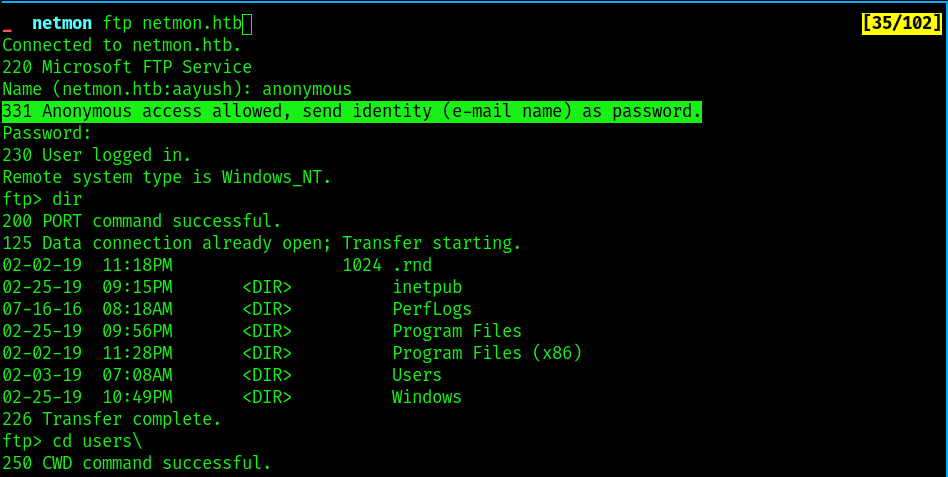 _ netmon ftp netmon.htb [35/102]
Connected to netmon.htb.
220 Microsoft FTP Service
Name (netmon.htb:aayush): anonymous
331 Anonymous access allowed, send identity (e-mail name) as password.
Password:
230 User logged in.
Remote system type is Windows_NT.
ftp> dir
200 PORT command successful.
125 Data connection already open; Transfer starting.
02-02-19  11:18PM                 1024 .rnd
02-25-19  09:15PM       <DIR>          inetpub
07-16-16  08:18AM       <DIR>          PerfLogs
02-25-19  09:56PM       <DIR>          Program Files
02-02-19  11:28PM       <DIR>          Program Files (x86)
02-03-19  07:08AM       <DIR>          Users
02-25-19  10:49PM       <DIR>          Windows
226 Transfer complete.
ftp> cd users\
250 CWD command successful.